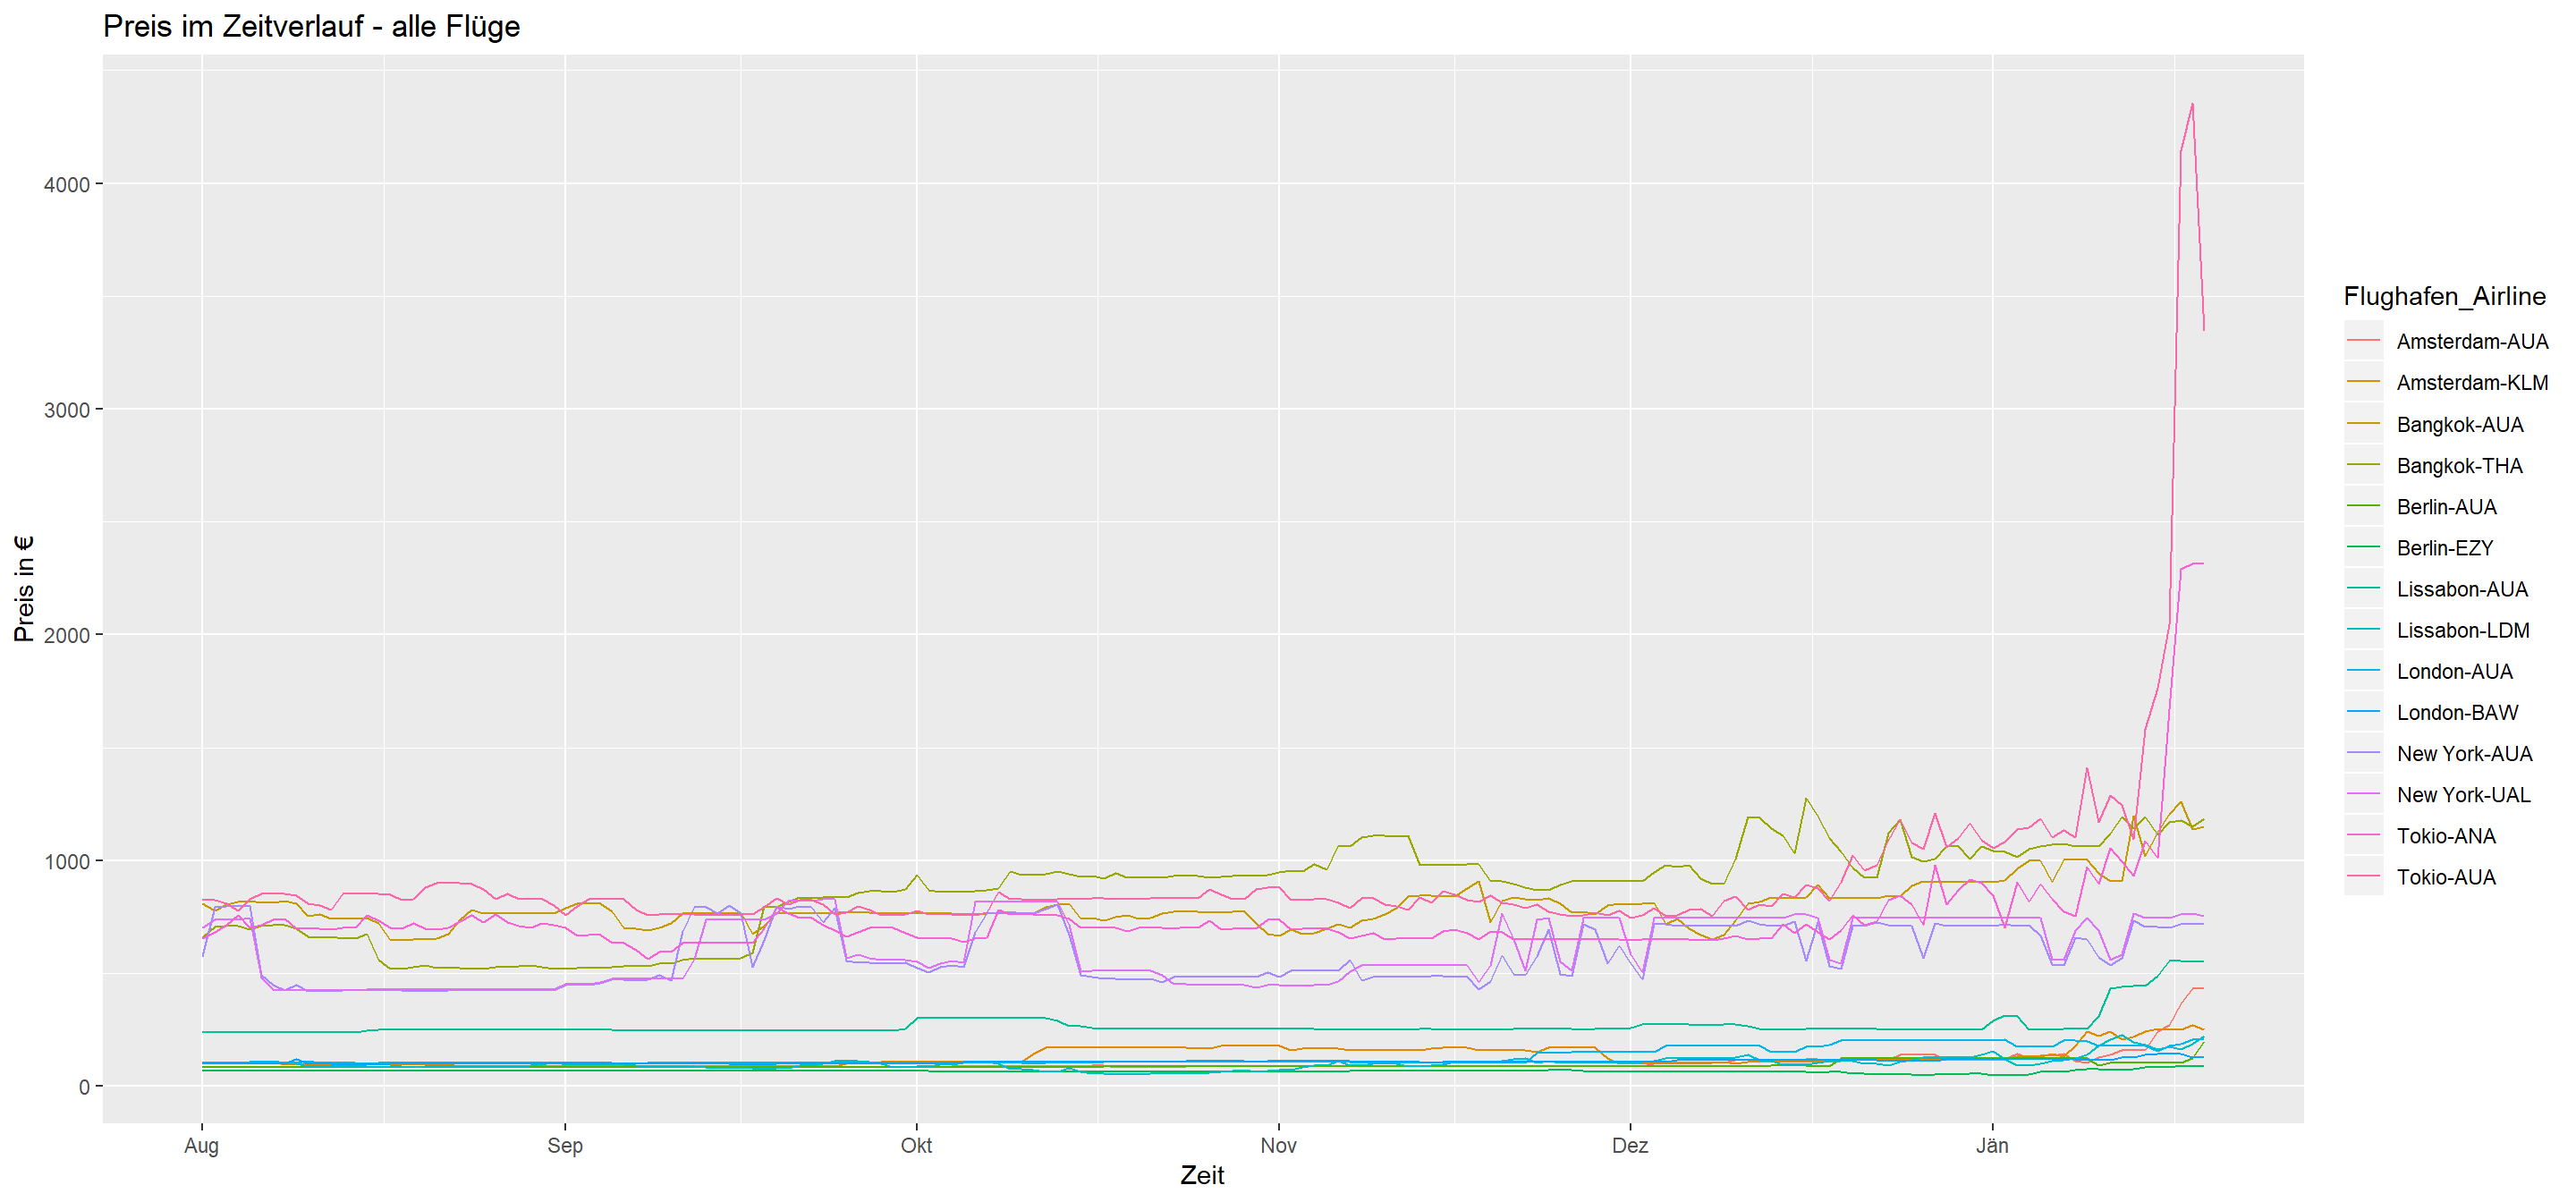 Preis im Zeitverlauf - alle Flüge
4000
3000
2000
1000
0
Preis in €
Aug
Sep
Okt
Nov
Dez
Jän
Zeit
Flughafen_Airline
Amsterdam-AUA
Amsterdam-KLM
Bangkok-AUA
Bangkok-THA
Berlin-AUA
Berlin-EZY
Lissabon-AUA
Lissabon-LDM
London-AUA
London-BAW
New York-AUA
New York-UAL
Tokio-ANA
Tokio-AUA